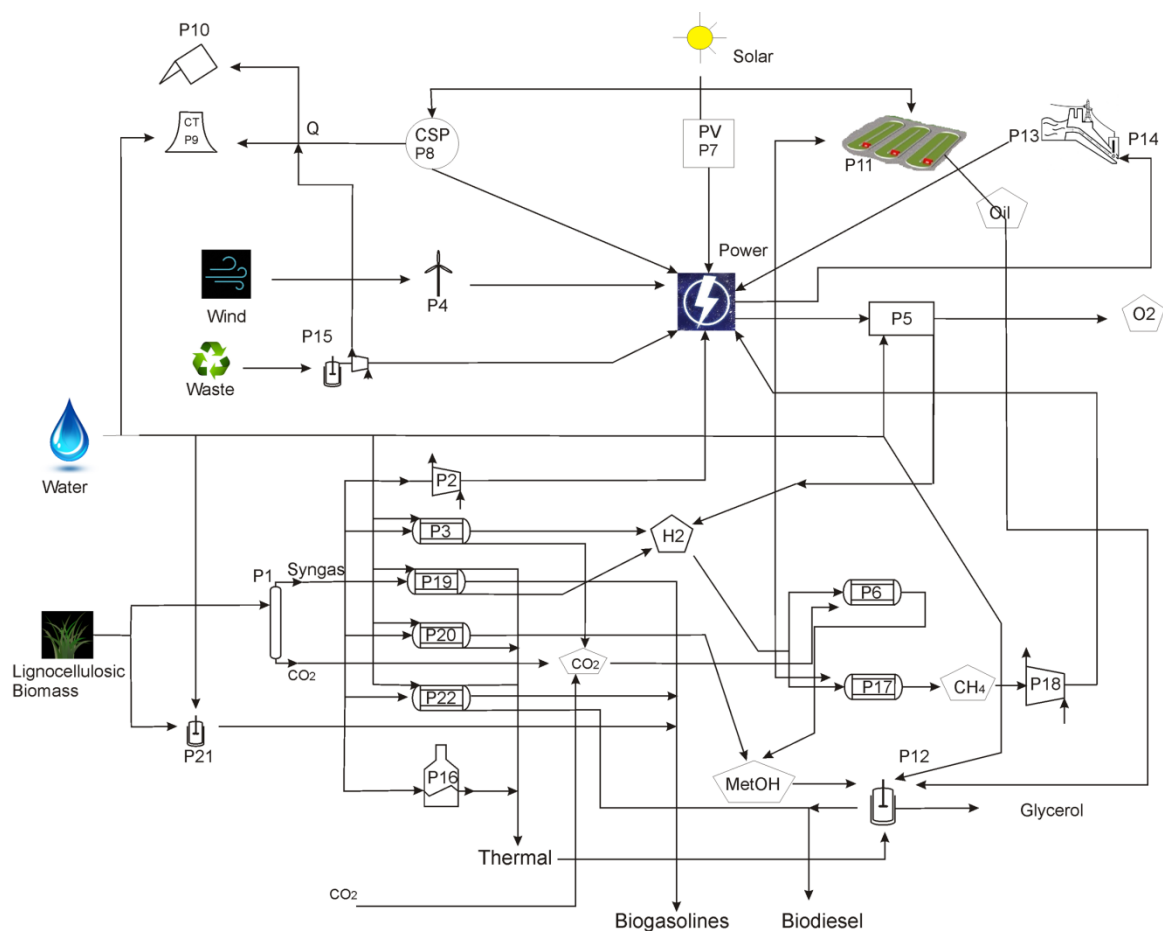 P10
Solar
CT
P9
Q
CSP
P8
PV
P7
P11
P13
P14
Oil
Power
Wind
P4
P15
Waste
P5
O2
Water
P2
P3
H2
P1
Syngas
P19
P6
P20
CO2
CO2
P17
CH4
P18
Lignocellulosic
Biomass
P22
P21
P16
MetOH
P12
Glycerol
Thermal
CO2
Biogasolines
Biodiesel